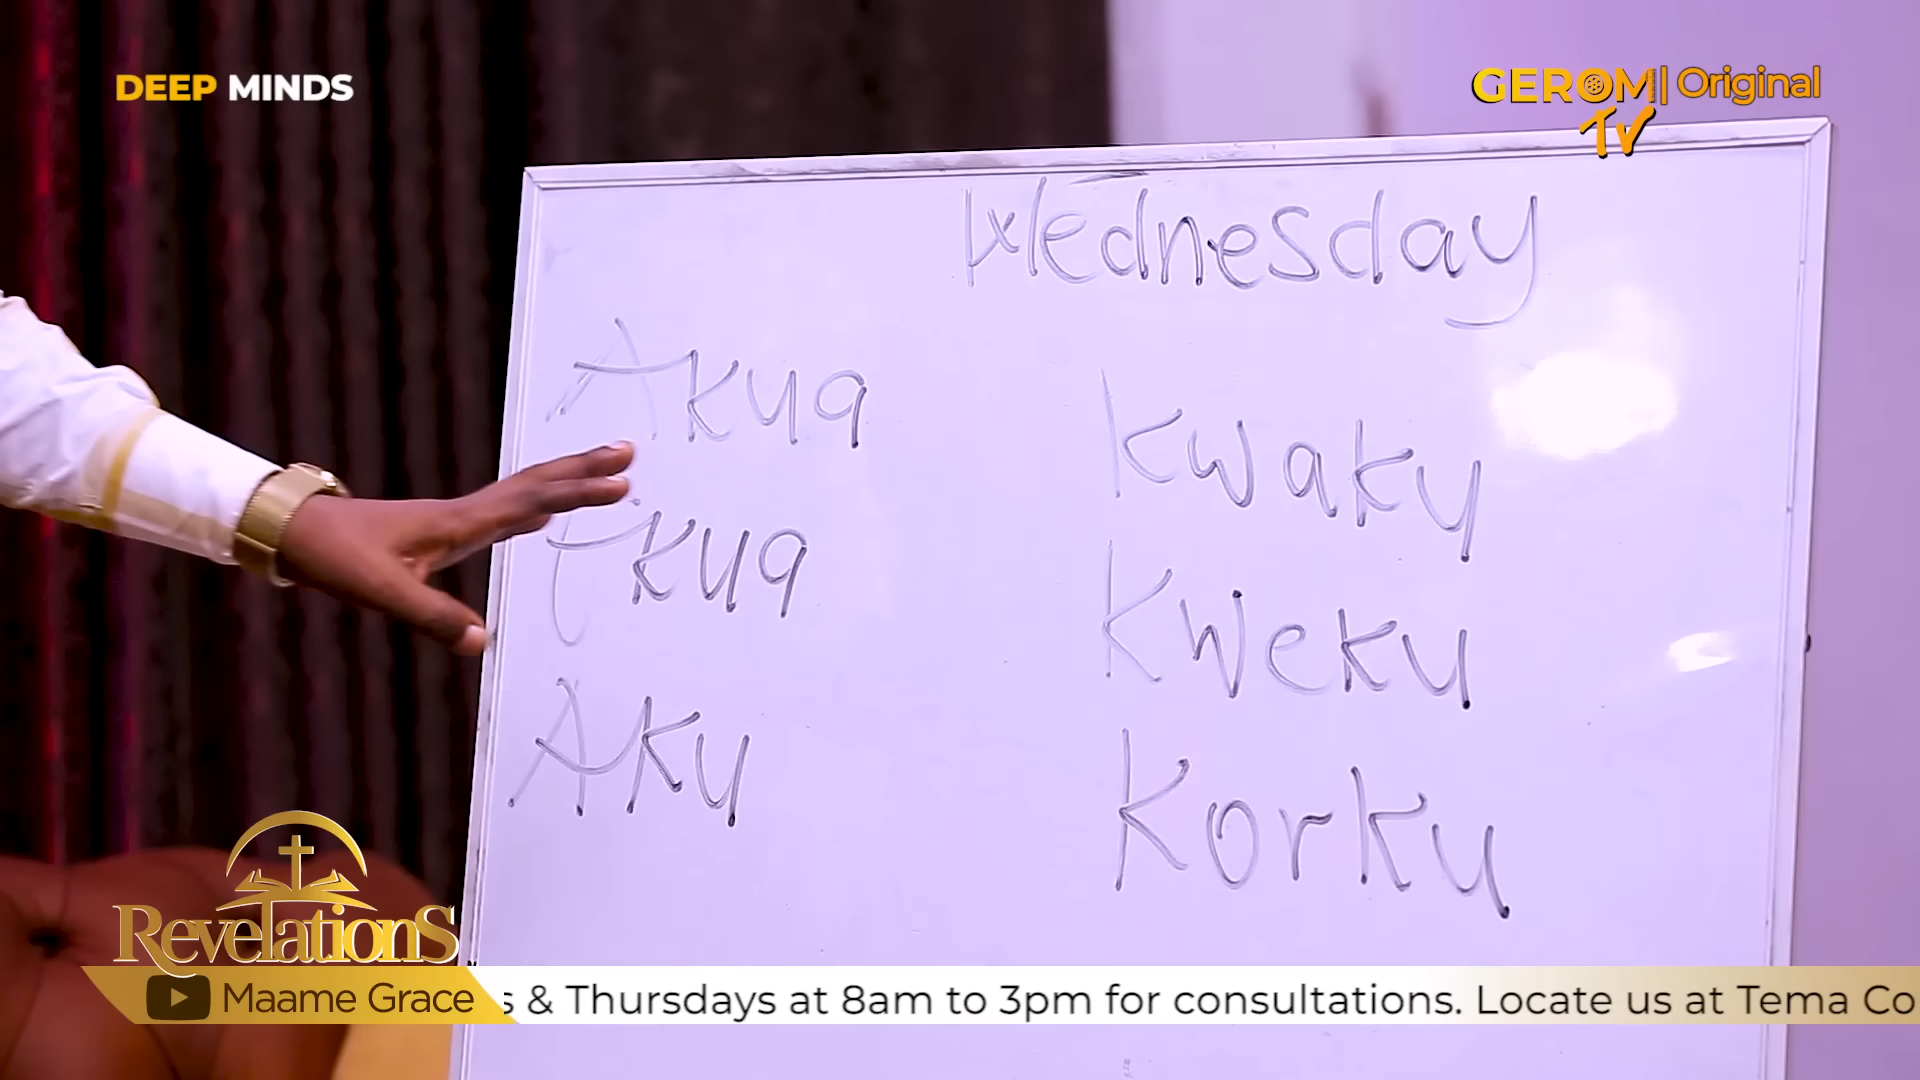 DEEP MINDS
GEROM TV | Original
Wednesday
Akua
Kwaky
Ekua
Kweku
Aku
Korku
Revelations
Maame Grace
s & Thursdays at 8am to 3pm for consultations. Locate us at Tema Co